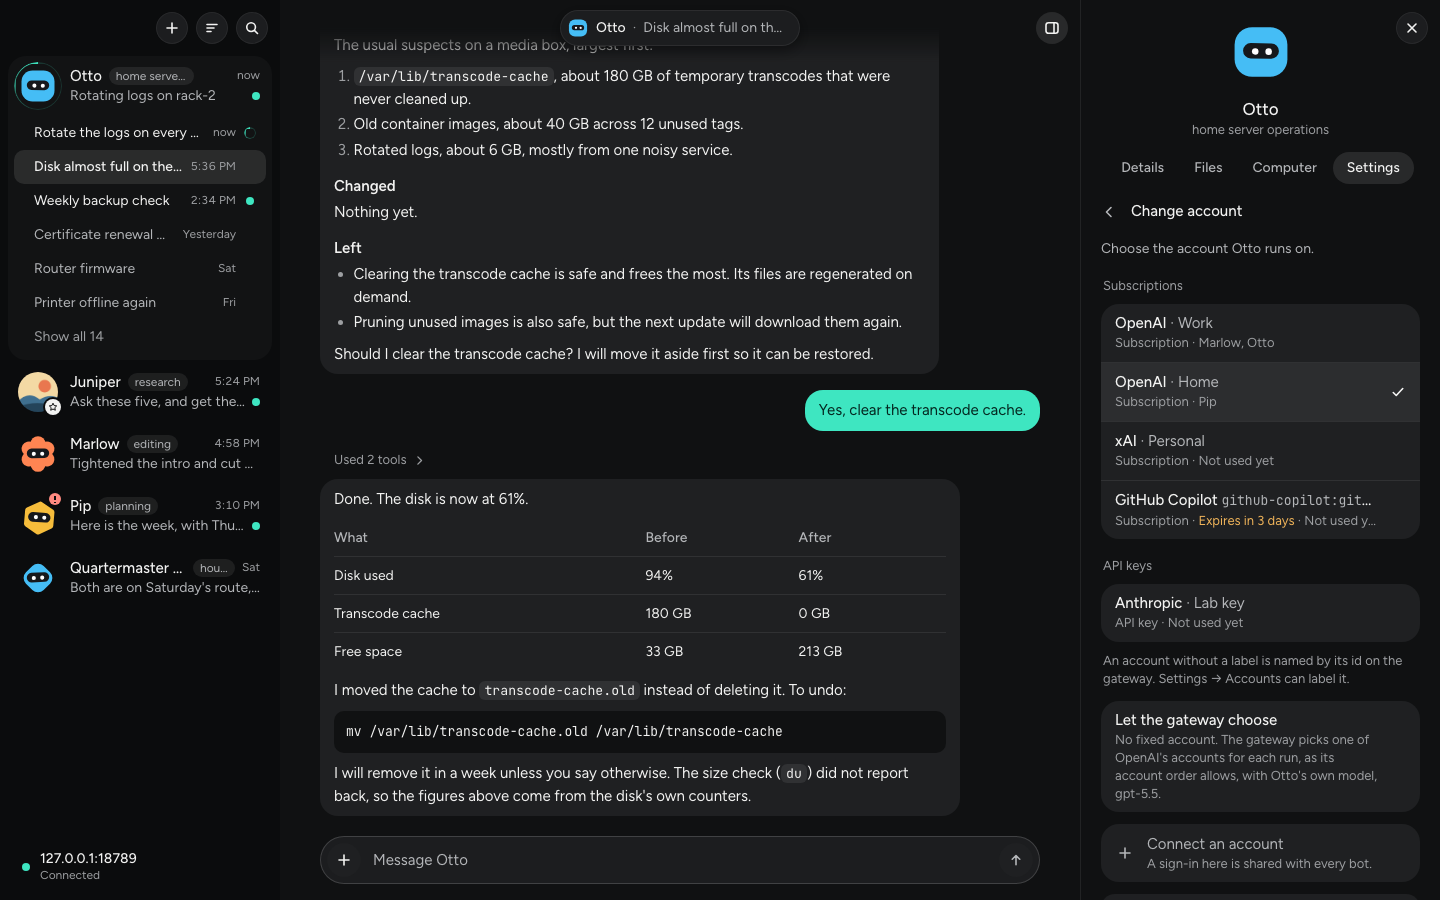 Otto home serve... now
Rotating logs on rack-2
Rotate the logs on every ... now
Disk almost full on the... 5:36 PM
Weekly backup check 2:34 PM
Certificate renewal ... Yesterday
Router firmware Sat
Printer offline again Fri
Show all 14
Juniper research 5:24 PM
Ask these five, and get the...
Marlow editing 4:58 PM
Tightened the intro and cut ...
Pip planning 3:10 PM
Here is the week, with Thu...
Quartermaster ... hou... Sat
Both are on Saturday's route,...
127.0.0.1:18789
Connected
Otto · Disk almost full on th...
The usual suspects on a media box, largest first:
1. /var/lib/transcode-cache, about 180 GB of temporary transcodes that were
never cleaned up.
2. Old container images, about 40 GB across 12 unused tags.
3. Rotated logs, about 6 GB, mostly from one noisy service.
Changed
Nothing yet.
Left
• Clearing the transcode cache is safe and frees the most. Its files are regenerated on
demand.
• Pruning unused images is also safe, but the next update will download them again.
Should I clear the transcode cache? I will move it aside first so it can be restored.
Yes, clear the transcode cache.
Used 2 tools
Done. The disk is now at 61%.
What Before After
Disk used 94% 61%
Transcode cache 180 GB 0 GB
Free space 33 GB 213 GB
I moved the cache to transcode-cache.old instead of deleting it. To undo:
mv /var/lib/transcode-cache.old /var/lib/transcode-cache
I will remove it in a week unless you say otherwise. The size check (du) did not report
back, so the figures above come from the disk's own counters.
Message Otto
Otto
home server operations
Details Files Computer Settings
Change account
Choose the account Otto runs on.
Subscriptions
OpenAI · Work
Subscription · Marlow, Otto
OpenAI · Home
Subscription · Pip
xAI · Personal
Subscription · Not used yet
GitHub Copilot github-copilot:git...
Subscription · Expires in 3 days · Not used y...
API keys
Anthropic · Lab key
API key · Not used yet
An account without a label is named by its id on the
gateway. Settings → Accounts can label it.
Let the gateway choose
No fixed account. The gateway picks one of
OpenAI's accounts for each run, as its
account order allows, with Otto's own model,
gpt-5.5.
Connect an account
A sign-in here is shared with every bot.